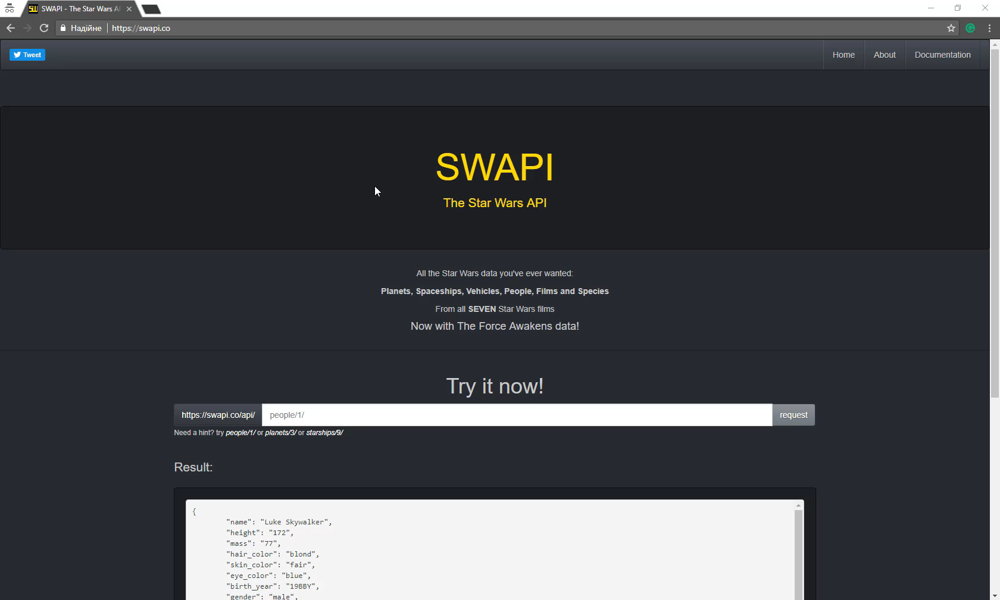 SWAPI - The Star Wars AP
Надійне | https://swapi.co
Tweet
Home
About
Documentation
SWAPI
The Star Wars API
All the Star Wars data you've ever wanted:
Planets, Spaceships, Vehicles, People, Films and Species
From all SEVEN Star Wars films
Now with The Force Awakens data!
Try it now!
https://swapi.co/api/
people/1/
request
Need a hint? try people/1/ or planets/3/ or starships/9/
Result:
{
"name": "Luke Skywalker",
"height": "172",
"mass": "77",
"hair_color": "blond",
"skin_color": "fair",
"eye_color": "blue",
"birth_year": "19BBY",
"gender": "male",